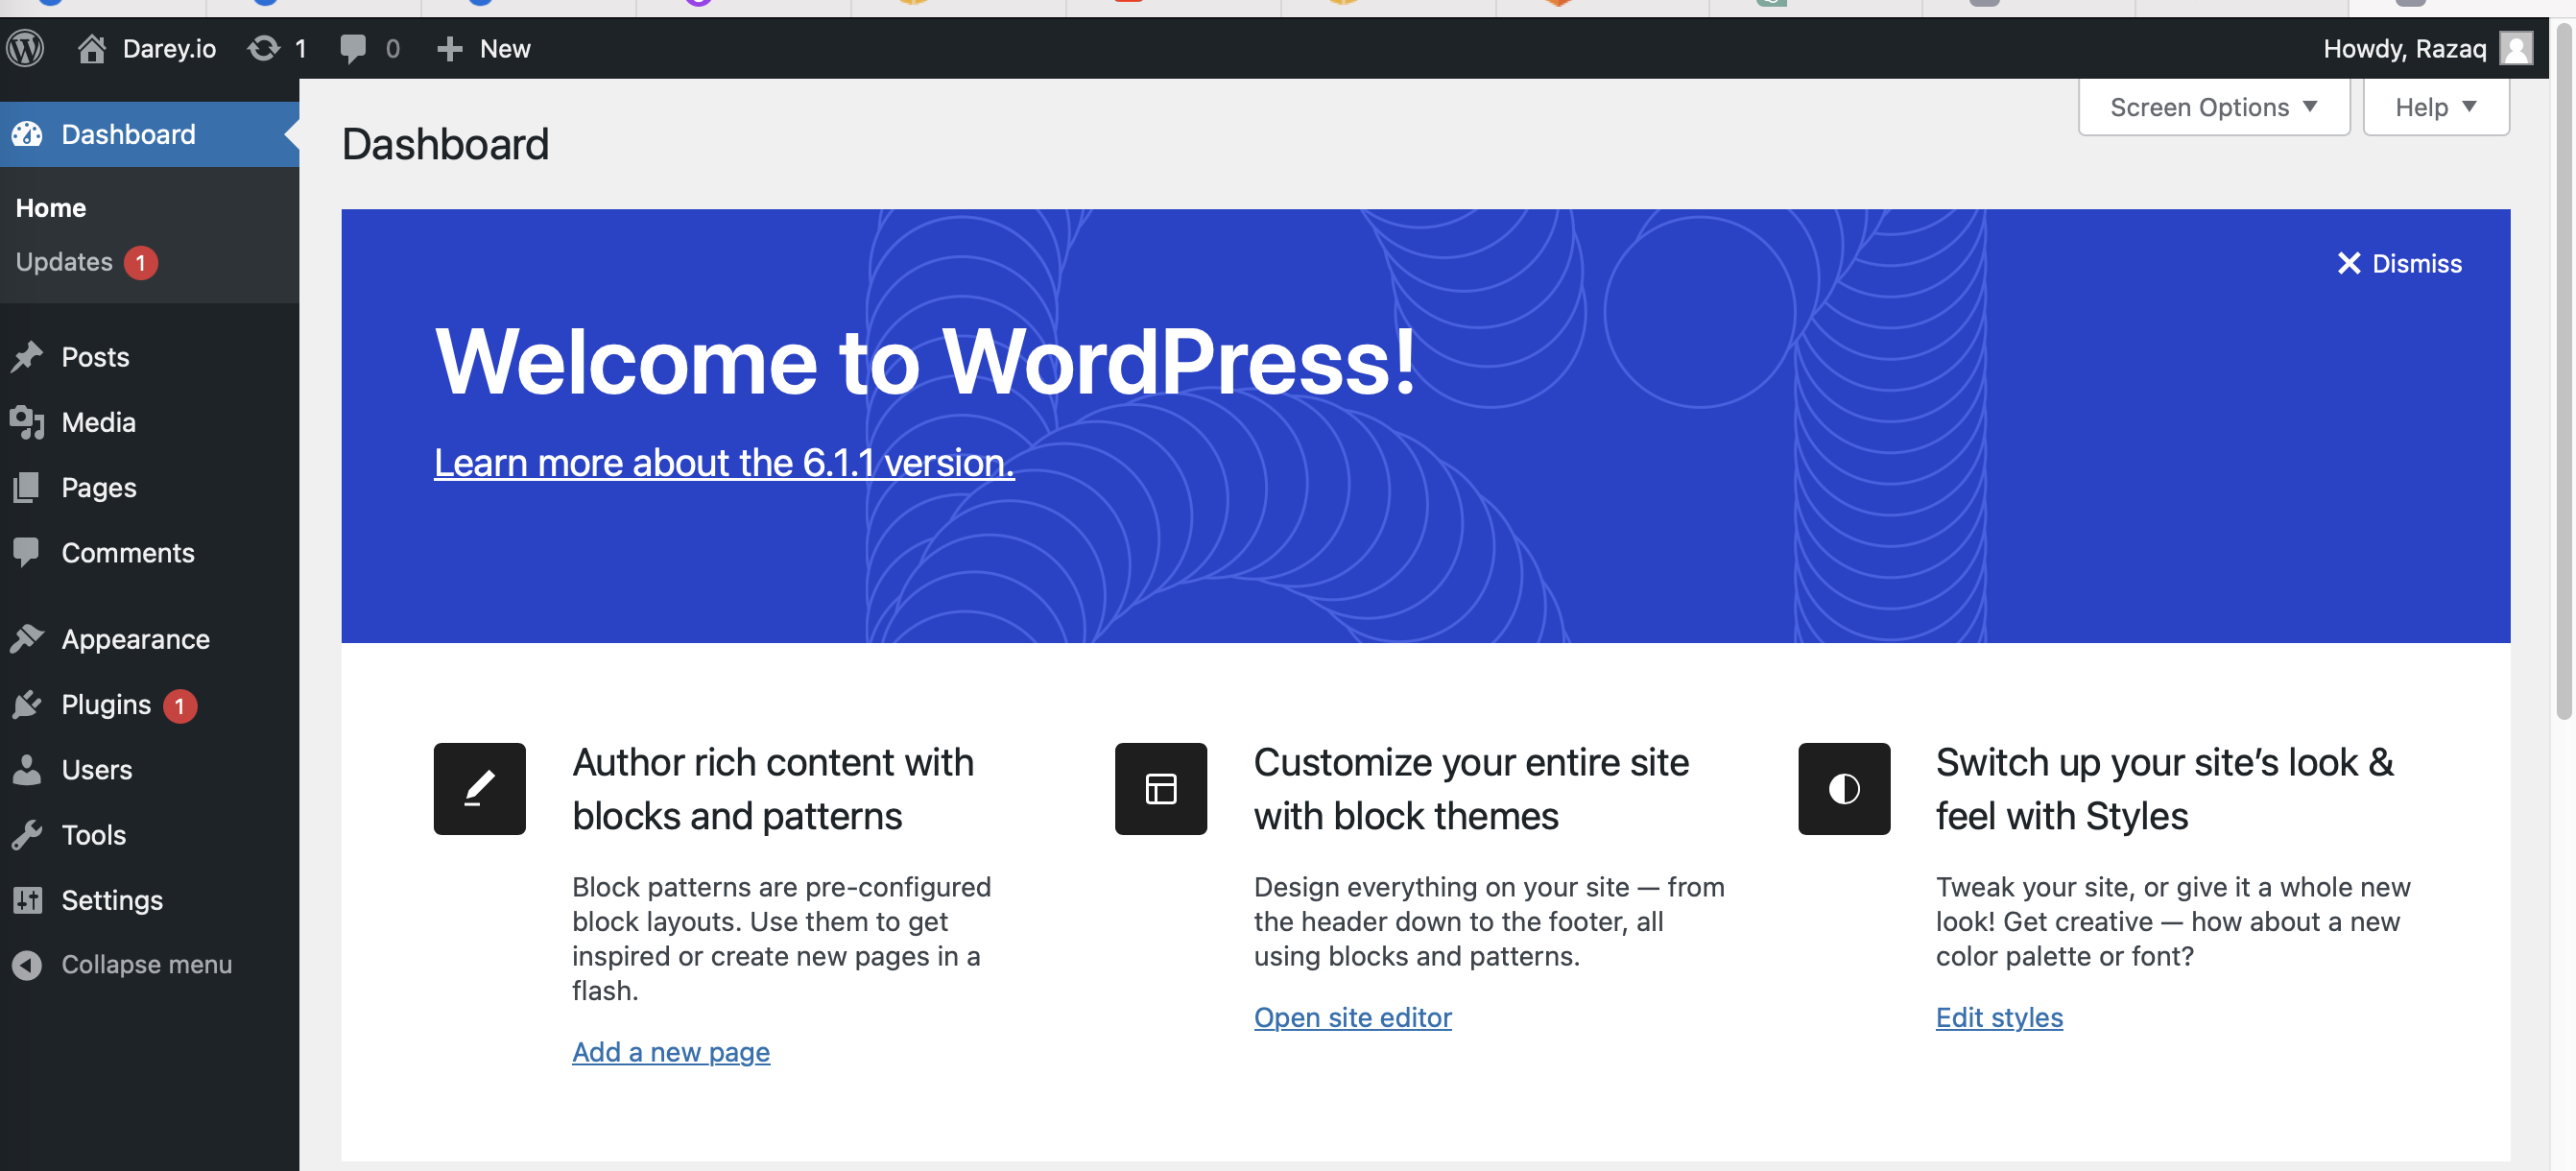 Darey.io 1 0 New Howdy, Razaq
Screen Options Help
Dashboard
Home
Updates 1
Posts
Media
Pages
Comments
Appearance
Plugins 1
Users
Tools
Settings
Collapse menu
Dashboard
Dismiss
Welcome to WordPress!
Learn more about the 6.1.1 version.
Author rich content with
blocks and patterns
Block patterns are pre-configured
block layouts. Use them to get
inspired or create new pages in a
flash.
Add a new page
Customize your entire site
with block themes
Design everything on your site — from
the header down to the footer, all
using blocks and patterns.
Open site editor
Switch up your site’s look &
feel with Styles
Tweak your site, or give it a whole new
look! Get creative — how about a new
color palette or font?
Edit styles